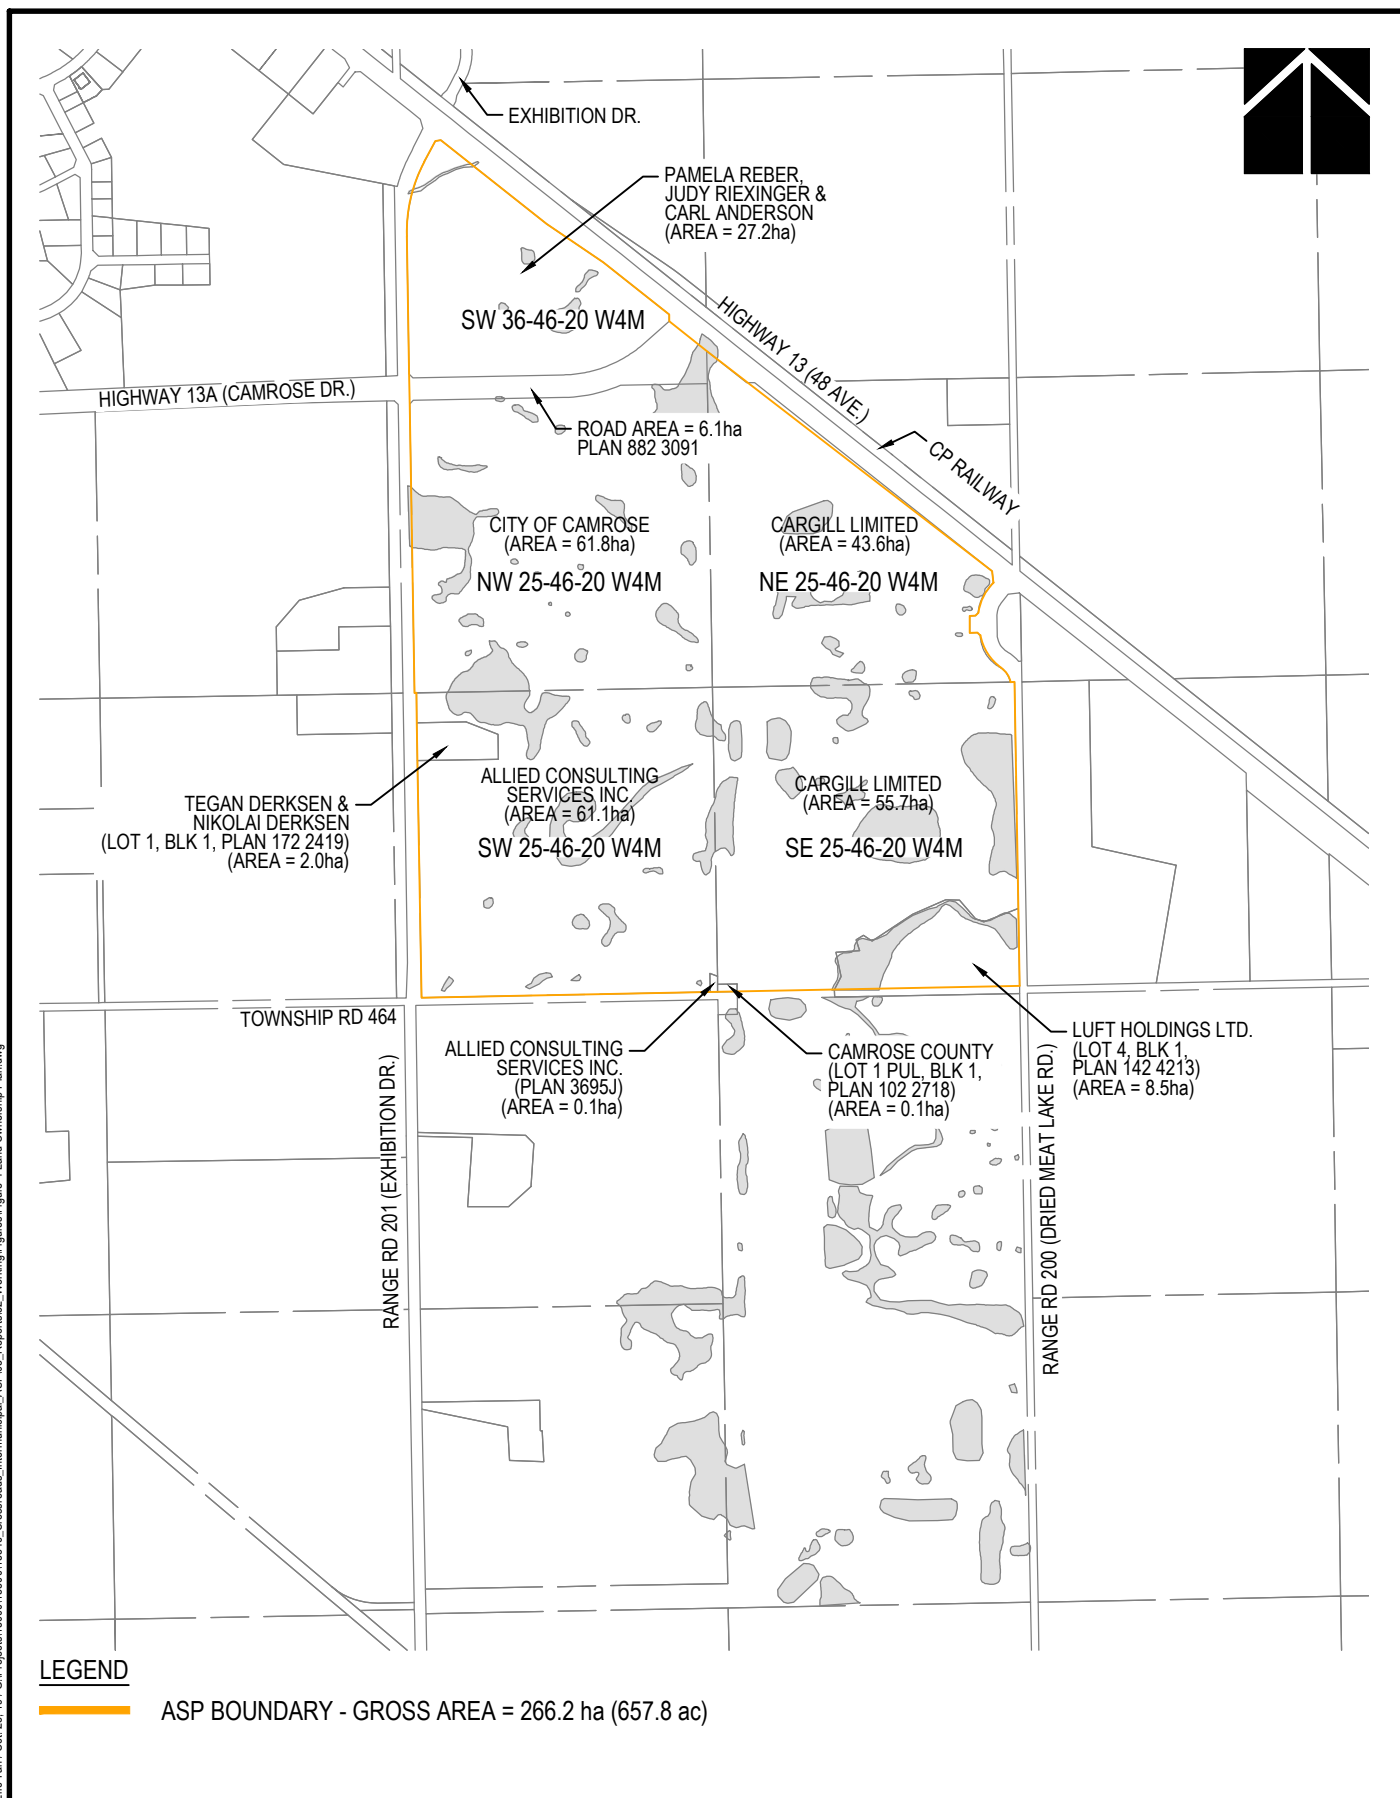 EXHIBITION DR.
PAMELA REBER,
JUDY RIEXINGER &
CARL ANDERSON
(AREA = 27.2ha)
SW 36-46-20 W4M
HIGHWAY 13 (48 AVE.)
HIGHWAY 13A (CAMROSE DR.)
ROAD AREA = 6.1ha
PLAN 882 3091
CP RAILWAY
CITY OF CAMROSE
(AREA = 61.8ha)
NW 25-46-20 W4M
CARGILL LIMITED
(AREA = 43.6ha)
NE 25-46-20 W4M
TEGAN DERKSEN &
NIKOLAI DERKSEN
(LOT 1, BLK 1, PLAN 172 2419)
(AREA = 2.0ha)
ALLIED CONSULTING
SERVICES INC.
(AREA = 61.1ha)
SW 25-46-20 W4M
CARGILL LIMITED
(AREA = 55.7ha)
SE 25-46-20 W4M
TOWNSHIP RD 464
ALLIED CONSULTING
SERVICES INC.
(PLAN 3695J)
(AREA = 0.1ha)
CAMROSE COUNTY
(LOT 1 PUL, BLK 1,
PLAN 102 2718)
(AREA = 0.1ha)
LUFT HOLDINGS LTD.
(LOT 4, BLK 1,
PLAN 142 4213)
(AREA = 8.5ha)
RANGE RD 201 (EXHIBITION DR.)
RANGE RD 200 (DRIED MEAT LAKE RD.)
LEGEND
ASP BOUNDARY - GROSS AREA = 266.2 ha (657.8 ac)